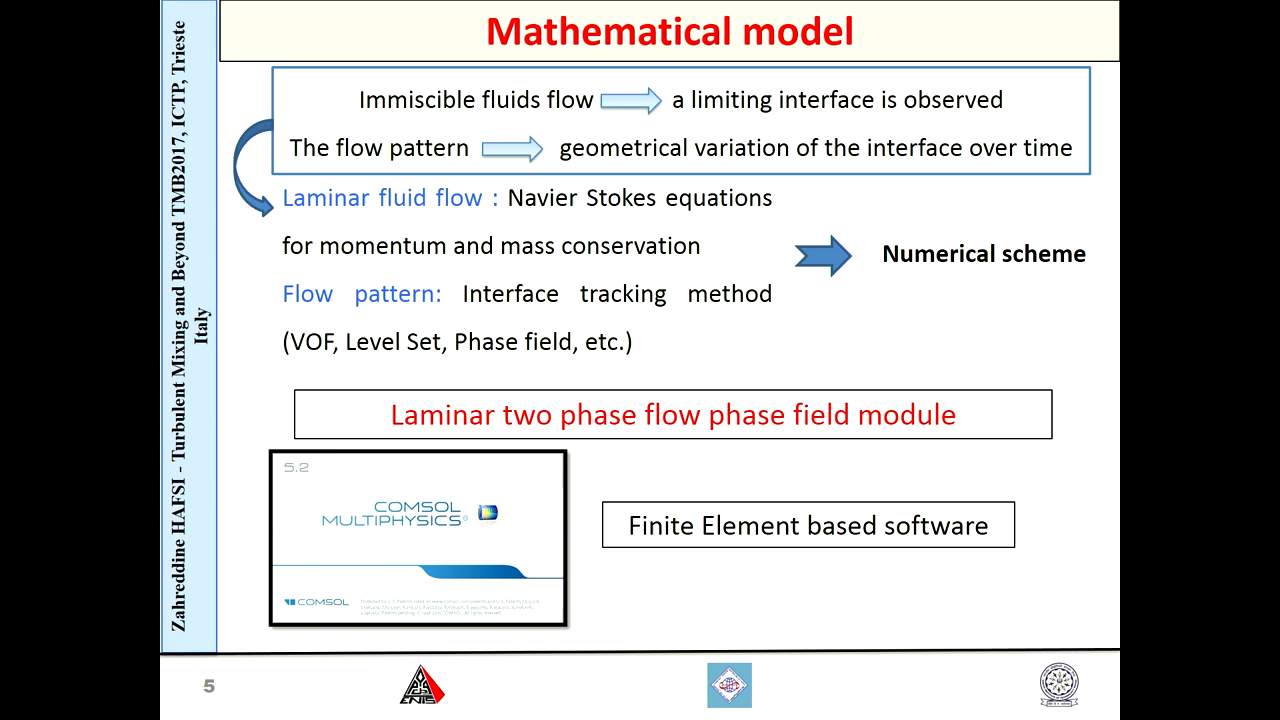 Mathematical model
Zahreddine HAFSI - Turbulent Mixing and Beyond TMB2017, ICTP, Trieste
Italy
Immiscible fluids flow a limiting interface is observed
The flow pattern geometrical variation of the interface over time
Laminar fluid flow : Navier Stokes equations
for momentum and mass conservation
Numerical scheme
Flow pattern: Interface tracking method
(VOF, Level Set, Phase field, etc.)
Laminar two phase flow phase field module
5.2
COMSOL
MULTIPHYSICS®
COMSOL
Finite Element based software
5
ENIS